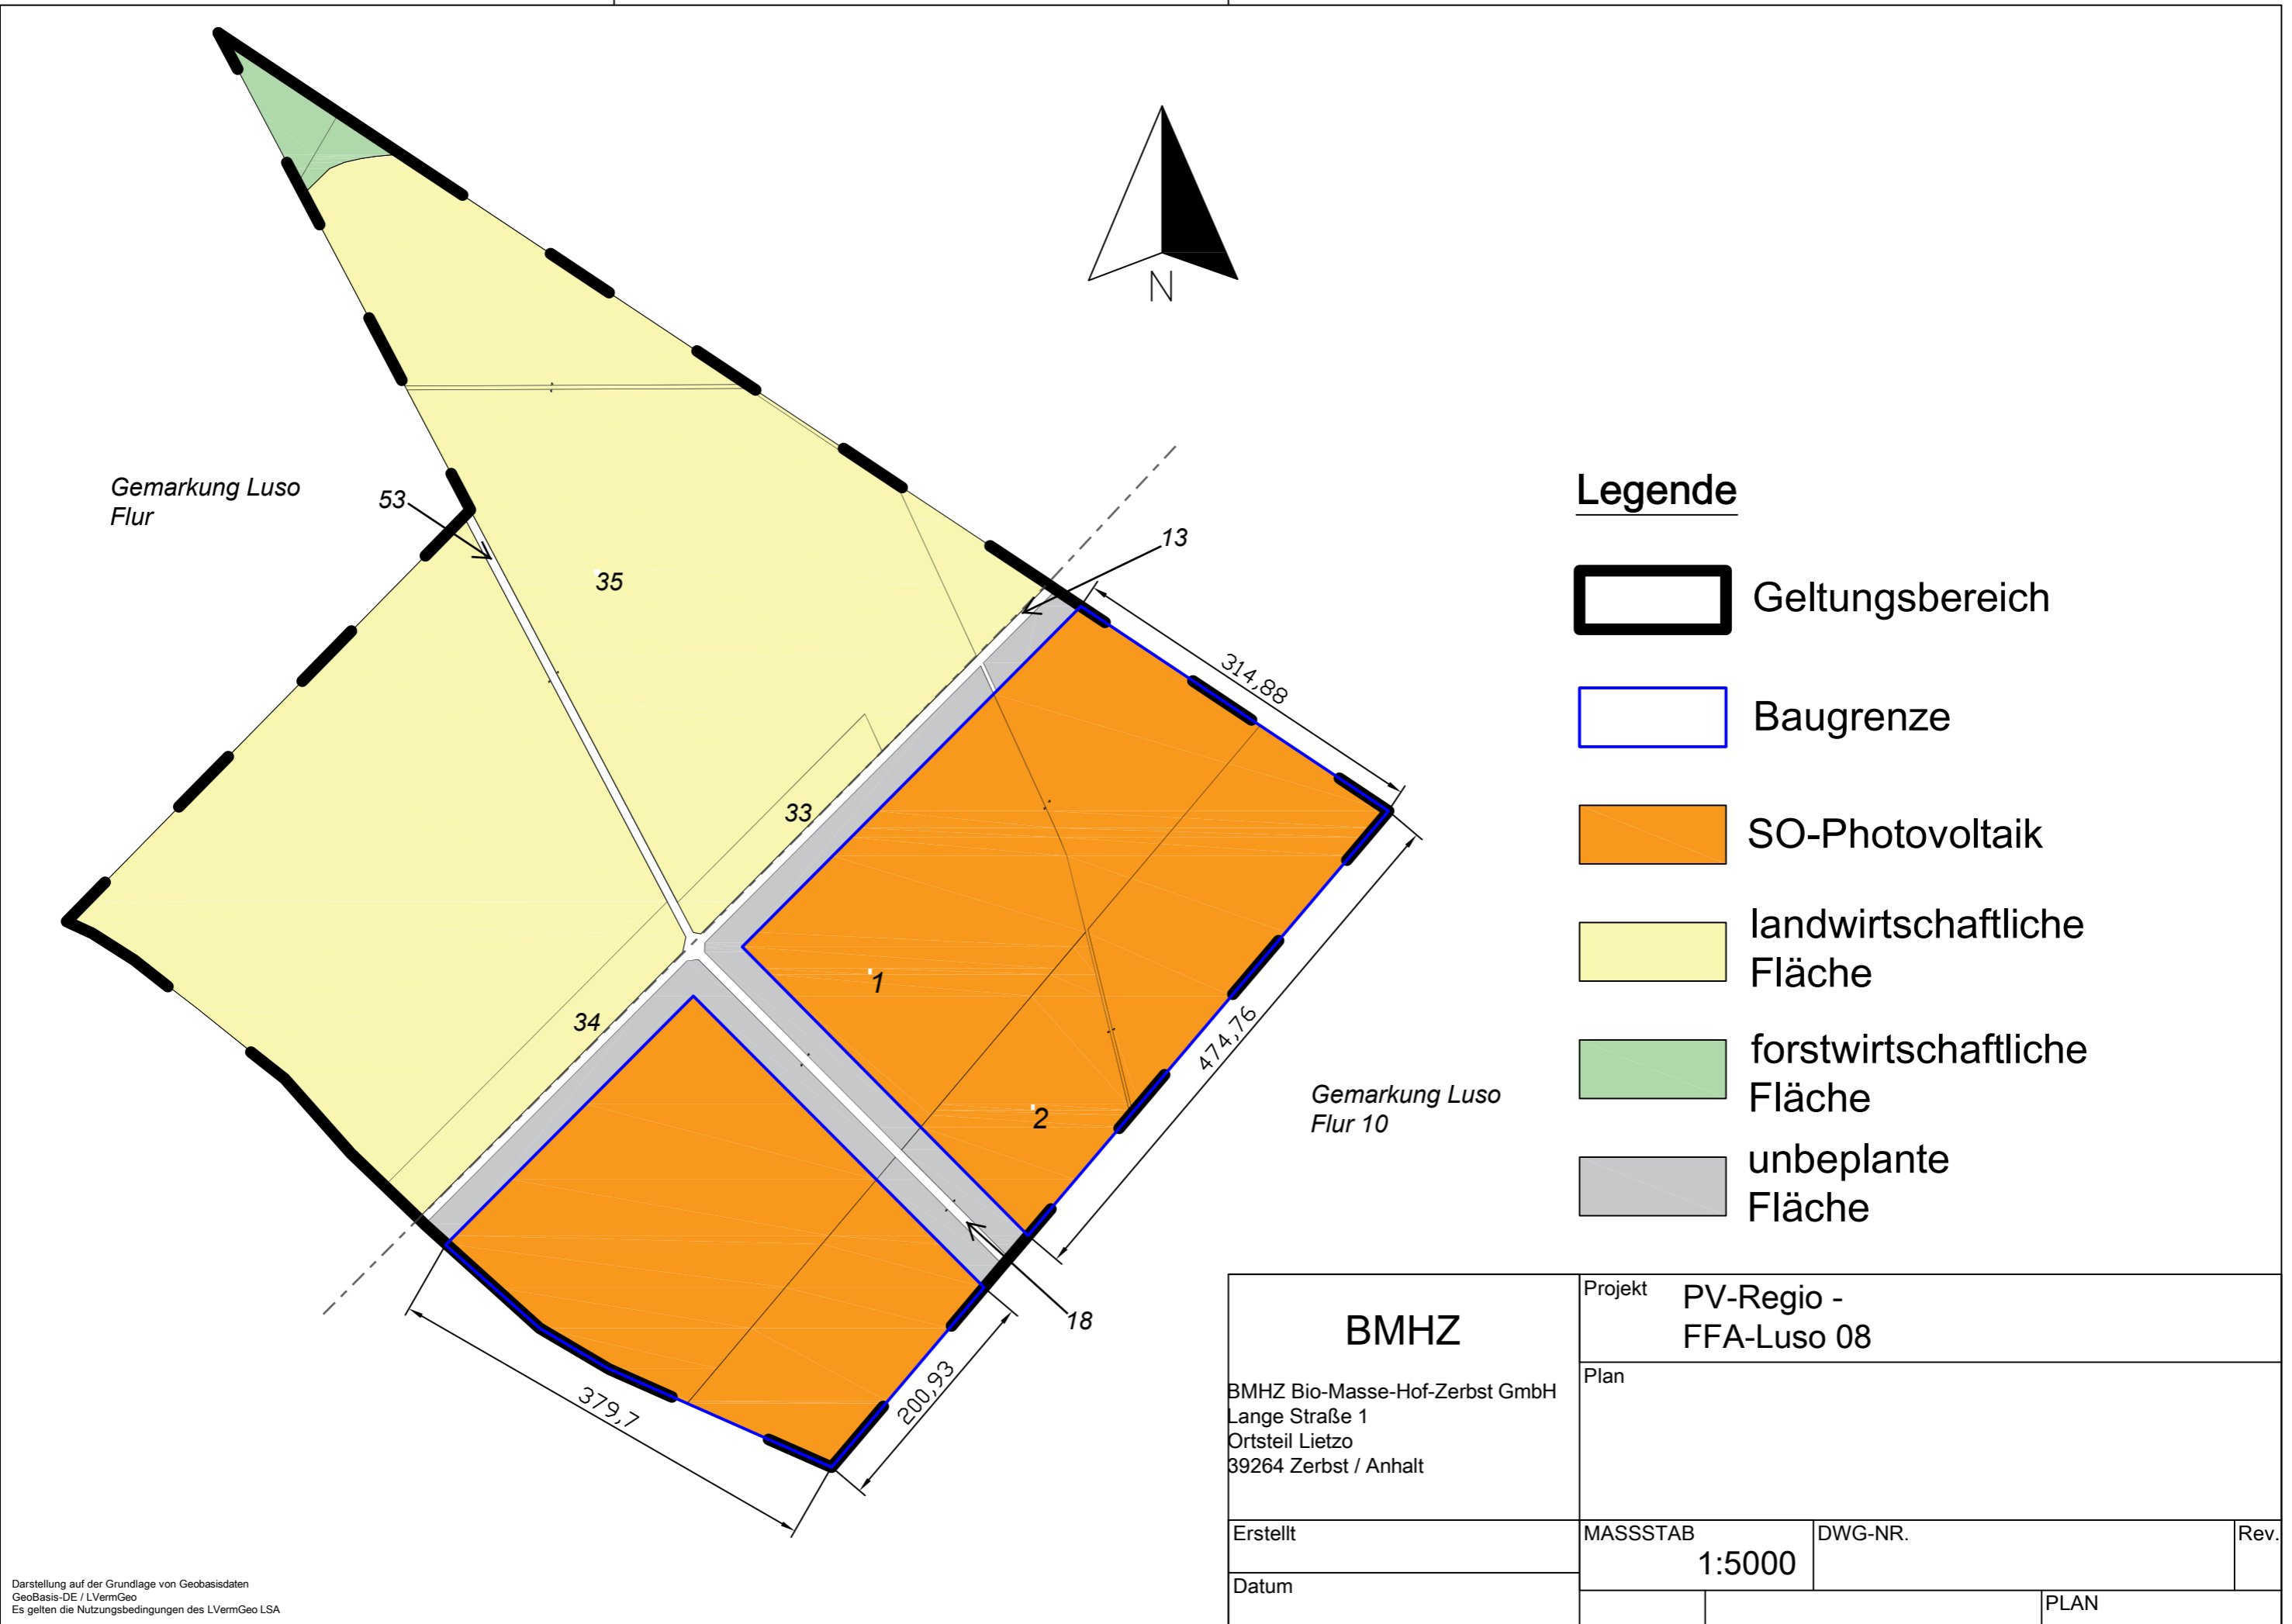 N
Gemarkung Luso
Flur
53
35
13
314,88
33
1
34
2
474,76
Gemarkung Luso
Flur 10
18
379,7
200,93
Legende
Geltungsbereich
Baugrenze
SO-Photovoltaik
landwirtschaftliche
Fläche
forstwirtschaftliche
Fläche
unbeplante
Fläche
BMHZ
BMHZ Bio-Masse-Hof-Zerbst GmbH
Lange Straße 1
Ortsteil Lietzo
39264 Zerbst / Anhalt
Projekt
PV-Regio -
FFA-Luso 08
Plan
Erstellt
Datum
MASSSTAB
1:5000
DWG-NR.
Rev.
PLAN
Darstellung auf der Grundlage von Geobasisdaten
GeoBasis-DE / LVermGeo
Es gelten die Nutzungsbedingungen des LVermGeo LSA